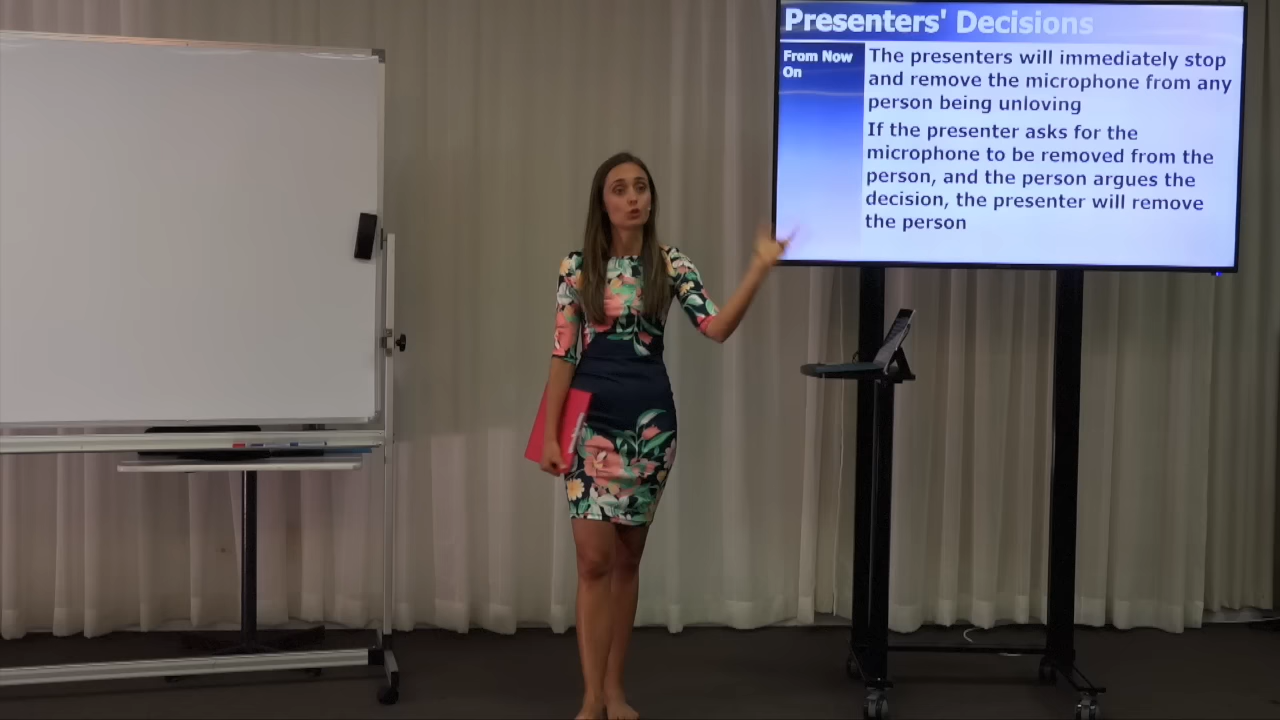 Presenters' Decisions
From Now
On
The presenters will immediately stop
and remove the microphone from any
person being unloving
If the presenter asks for the
microphone to be removed from the
person, and the person argues the
decision, the presenter will remove
the person